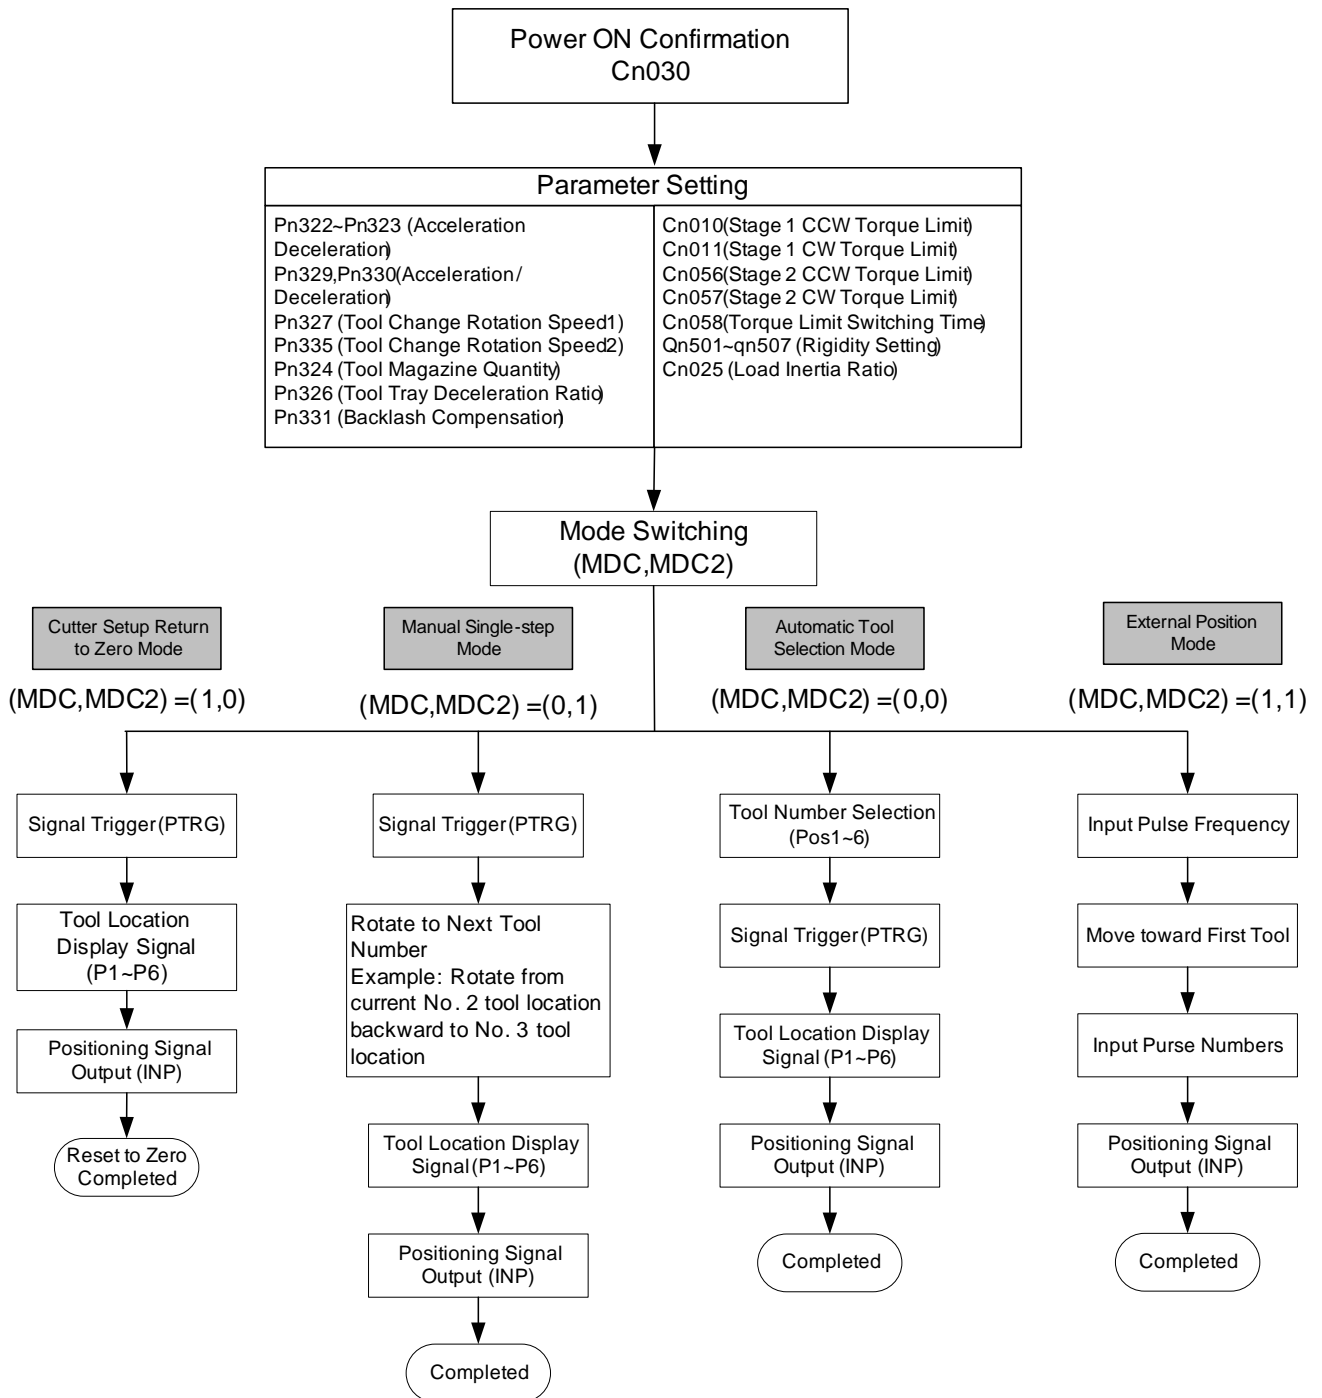 Power ON Confirmation
Cn030
Parameter Setting
Pn322~Pn323 (Acceleration
Deceleration)
Pn329,Pn330(Acceleration/
Deceleration)
Pn327 (Tool Change Rotation Speed1)
Pn335 (Tool Change Rotation Speed2)
Pn324 (Tool Magazine Quantity)
Pn326 (Tool Tray Deceleration Ratio)
Pn331 (Backlash Compensation)
Cn010(Stage 1 CCW Torque Limit)
Cn011(Stage 1 CW Torque Limit)
Cn056(Stage 2 CCW Torque Limit)
Cn057(Stage 2 CW Torque Limit)
Cn058(Torque Limit Switching Time)
Qn501~qn507 (Rigidity Setting)
Cn025 (Load Inertia Ratio)
Mode Switching
(MDC,MDC2)
Cutter Setup Return
to Zero Mode
(MDC,MDC2) =(1,0)
Signal Trigger(PTRG)
Tool Location
Display Signal
(P1~P6)
Positioning Signal
Output (INP)
Reset to Zero
Completed
Manual Single-step
Mode
(MDC,MDC2) =(0,1)
Signal Trigger(PTRG)
Rotate to Next Tool
Number
Example: Rotate from
current No. 2 tool location
backward to No. 3 tool
location
Tool Location Display
Signal(P1~P6)
Positioning Signal
Output (INP)
Completed
Automatic Tool
Selection Mode
(MDC,MDC2) =(0,0)
Tool Number Selection
(Pos1~6)
Signal Trigger(PTRG)
Tool Location Display
Signal (P1~P6)
Positioning Signal
Output (INP)
Completed
External Position
Mode
(MDC,MDC2) =(1,1)
Input Pulse Frequency
Move toward First Tool
Input Purse Numbers
Positioning Signal
Output (INP)
Completed